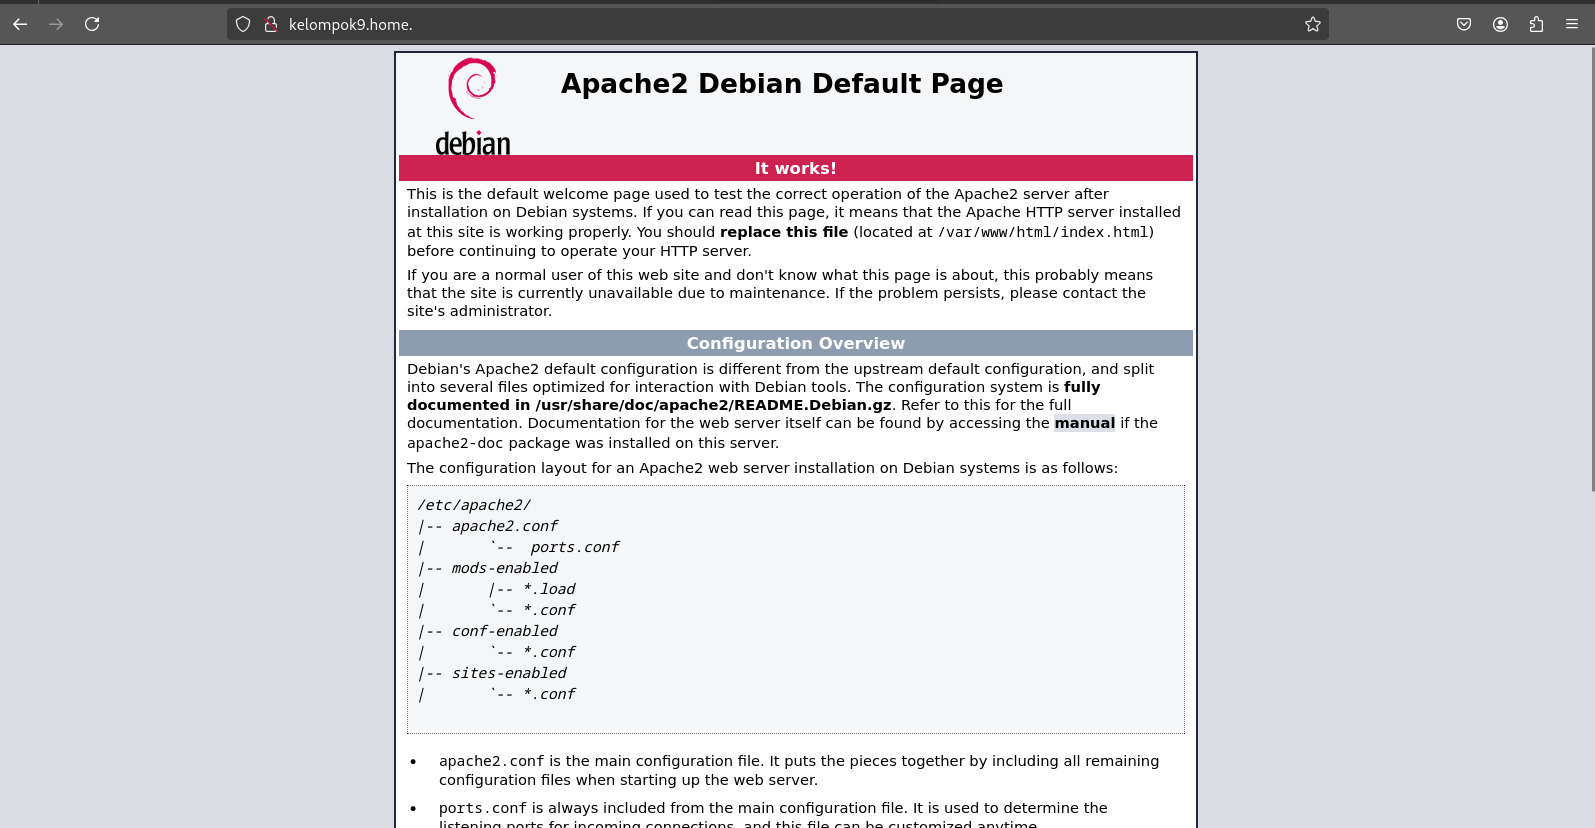 kelompok9.home.
Apache2 Debian Default Page
debian
It works!
This is the default welcome page used to test the correct operation of the Apache2 server after
installation on Debian systems. If you can read this page, it means that the Apache HTTP server installed
at this site is working properly. You should replace this file (located at /var/www/html/index.html)
before continuing to operate your HTTP server.
If you are a normal user of this web site and don't know what this page is about, this probably means
that the site is currently unavailable due to maintenance. If the problem persists, please contact the
site's administrator.
Configuration Overview
Debian's Apache2 default configuration is different from the upstream default configuration, and split
into several files optimized for interaction with Debian tools. The configuration system is fully
documented in /usr/share/doc/apache2/README.Debian.gz. Refer to this for the full
documentation. Documentation for the web server itself can be found by accessing the manual if the
apache2-doc package was installed on this server.
The configuration layout for an Apache2 web server installation on Debian systems is as follows:
/etc/apache2/
|-- apache2.conf
|       `--  ports.conf
|-- mods-enabled
|       |-- *.load
|       `-- *.conf
|-- conf-enabled
|       `-- *.conf
|-- sites-enabled
|       `-- *.conf
• apache2.conf is the main configuration file. It puts the pieces together by including all remaining
configuration files when starting up the web server.
• ports.conf is always included from the main configuration file. It is used to determine the
listening ports for incoming connections, and this file can be customized anytime.